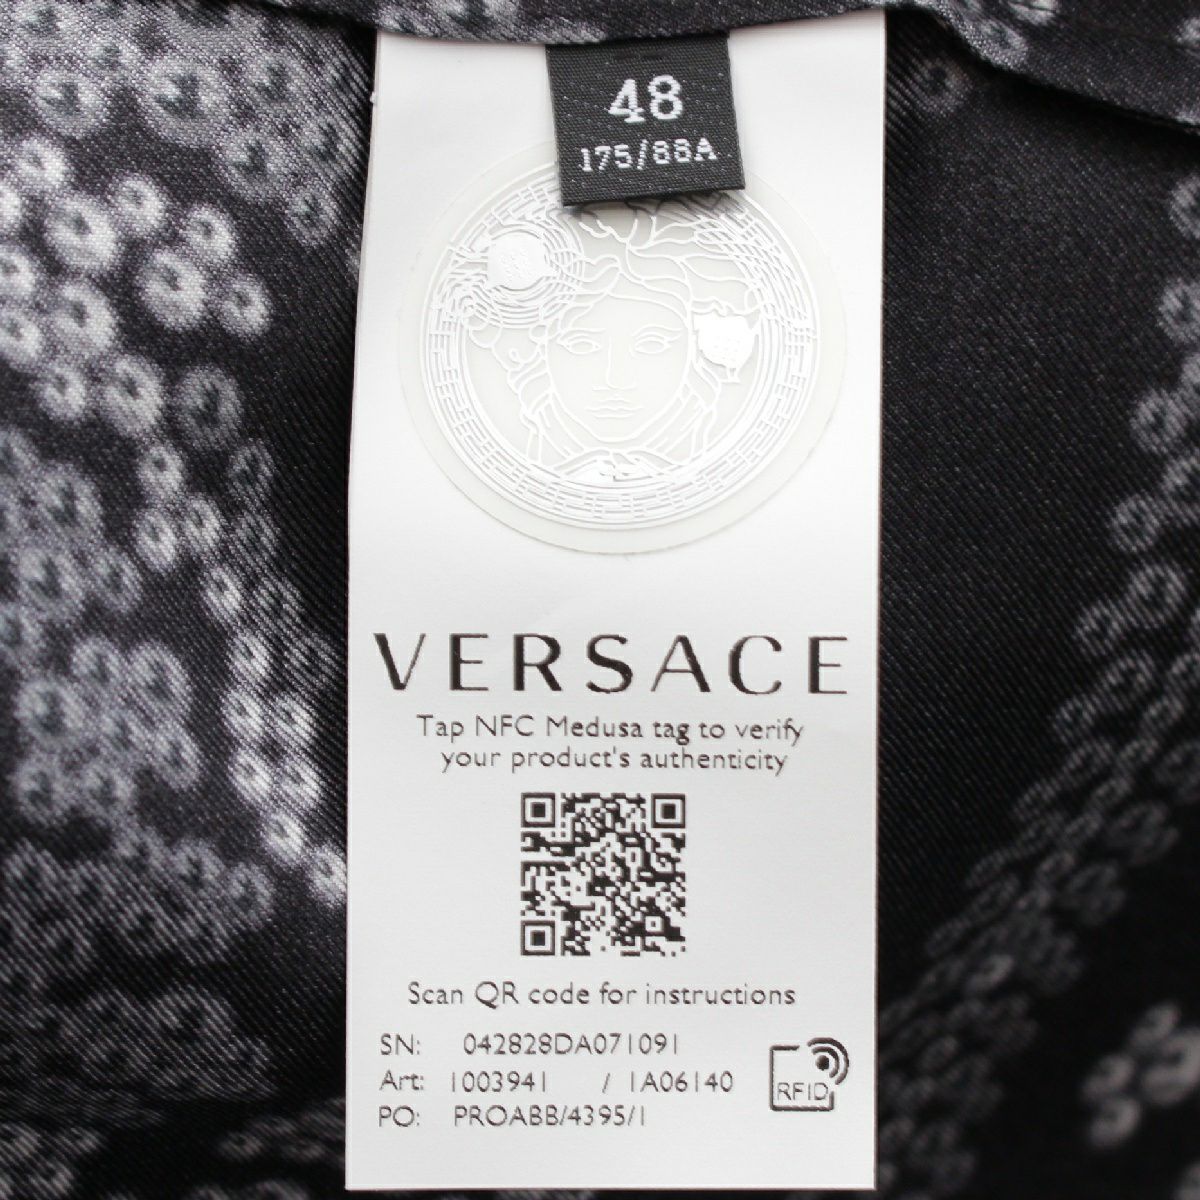 48
175/88A
VERSACE
Tap NFC Medusa tag to verify
your product's authenticity
Scan QR code for instructions
SN: 042828DA071091
Art: 1003941 / 1A06140
PO: PROABB/4395/1
RFID